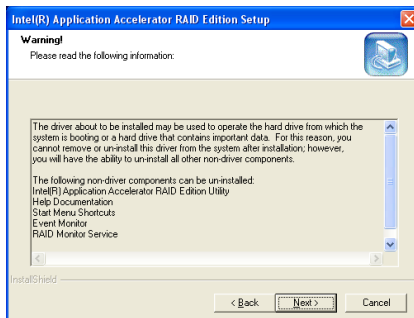 Intel(R) Application Accelerator RAID Edition Setup
Warning!
Please read the following information:
The driver about to be installed may be used to operate the hard drive from which the
system is booting or a hard drive that contains important data. For this reason, you
cannot remove or un-install this driver from the system after installation; however,
you will have the ability to un-install all other non-driver components.
The following non-driver components can be un-installed:
Intel(R) Application Accelerator RAID Edition Utility
Help Documentation
Start Menu Shortcuts
Event Monitor
RAID Monitor Service
InstallShield
< Back Next > Cancel